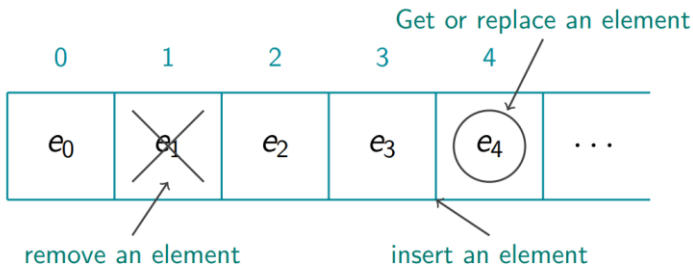 Get or replace an element
0 1 2 3 4
e₀ e₁ e₂ e₃ e₄ ...
remove an element insert an element